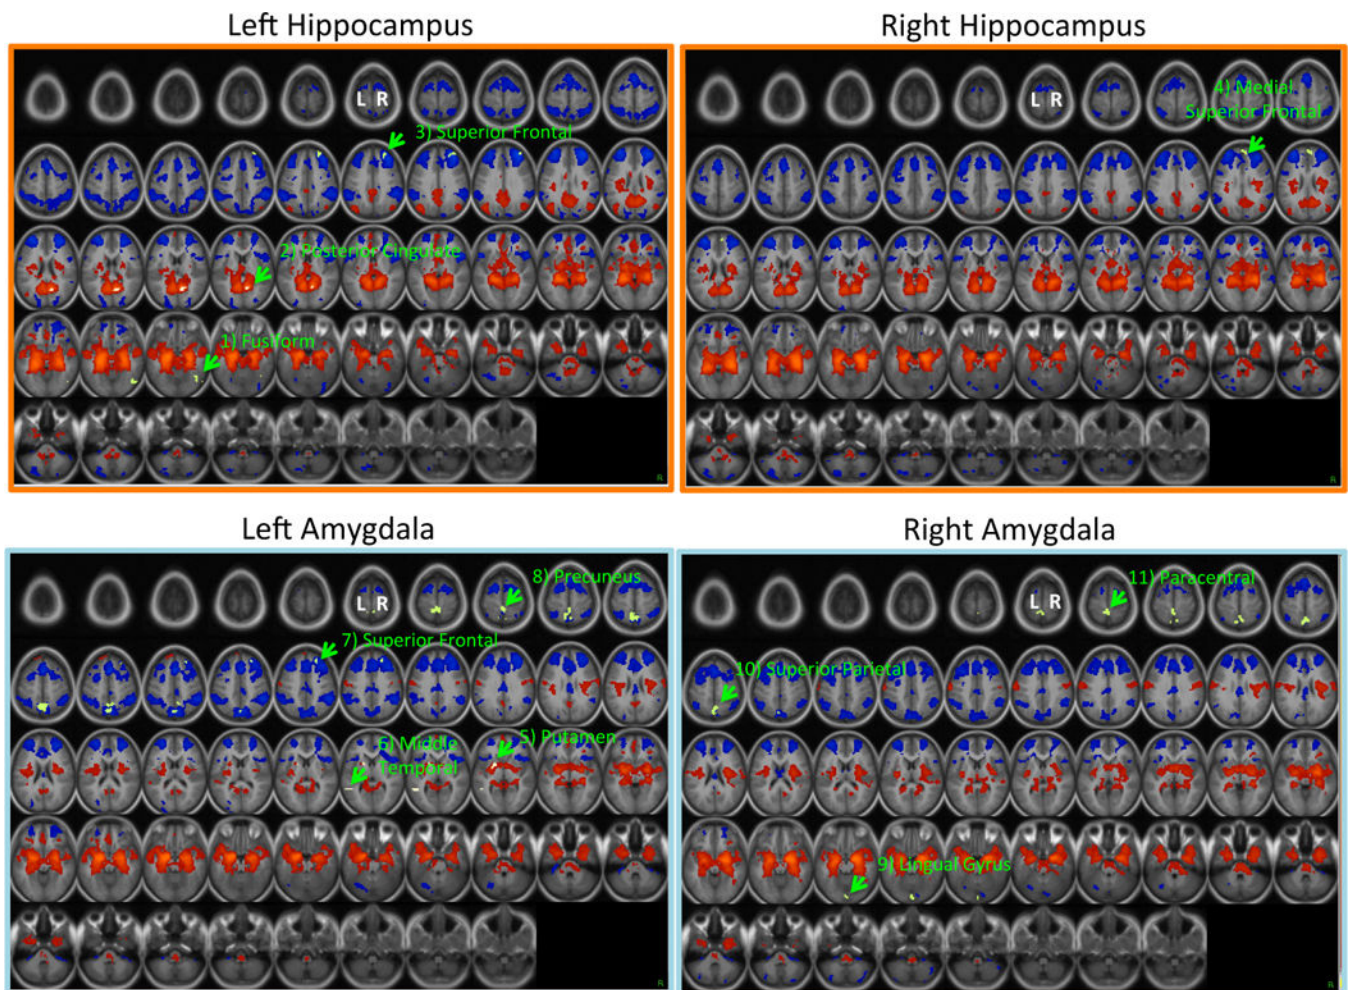 Left Hippocampus
Right Hippocampus
L R
L R
4) Medial
Superior Frontal
3) Superior Frontal
2) Posterior Cingulate
1) Fusiform
R
R
Left Amygdala
Right Amygdala
8) Precuneus
L R
L R
11) Paracentral
7) Superior Frontal
10) Superior Parietal
6) Middle
Temporal
5) Putamen
9) Lingual Gyrus
R
R